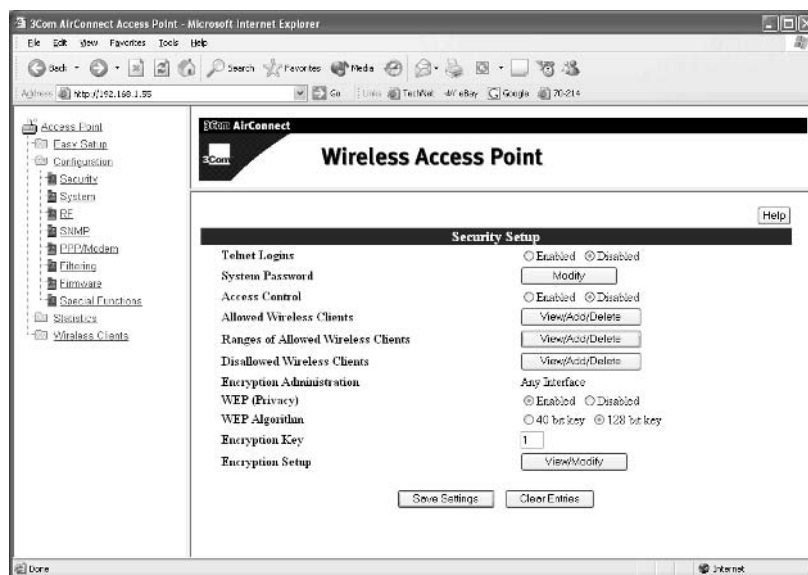 3Com AirConnect Access Point - Microsoft Internet Explorer
File Edit View Favorites Tools Help
Back Search Favorites Media
Address http://192.168.1.55 Go Links TechNet eBay Google 70-214
Access Point
Easy Setup
Configuration
Security
System
RF
SNMP
PPP/Modem
Filtering
Firmware
Special Functions
Statistics
Wireless Clients
3Com AirConnect
3Com Wireless Access Point
Help
Security Setup
Telnet Logins Enabled Disabled
System Password Modify
Access Control Enabled Disabled
Allowed Wireless Clients View/Add/Delete
Ranges of Allowed Wireless Clients View/Add/Delete
Disallowed Wireless Clients View/Add/Delete
Encryption Administration Any Interface
WEP (Privacy) Enabled Disabled
WEP Algorithm 40 bit key 128 bit key
Encryption Key 1
Encryption Setup View/Modify
Save Settings Clear Entries
Done Internet